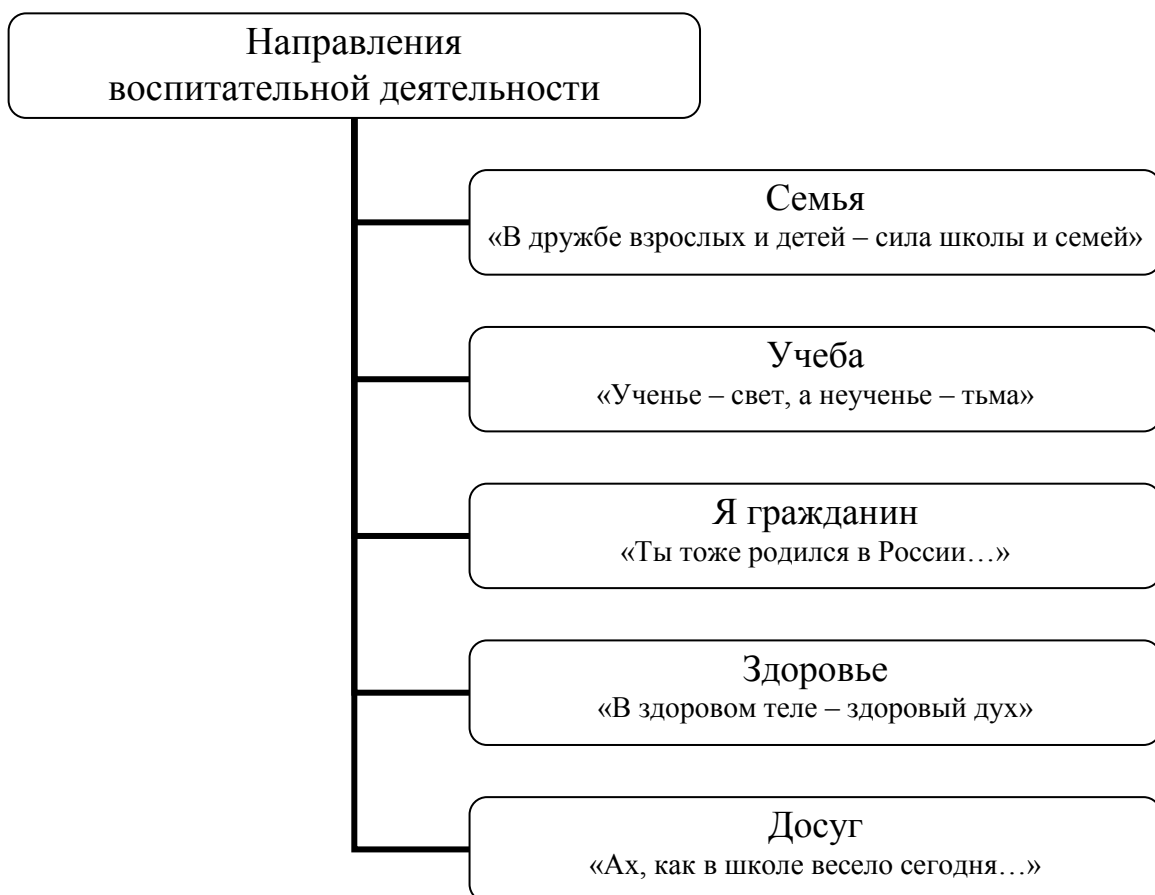 Направления
воспитательной деятельности
Семья
«В дружбе взрослых и детей – сила школы и семей»
Учеба
«Ученье – свет, а неученье – тьма»
Я гражданин
«Ты тоже родился в России…»
Здоровье
«В здоровом теле – здоровый дух»
Досуг
«Ах, как в школе весело сегодня…»